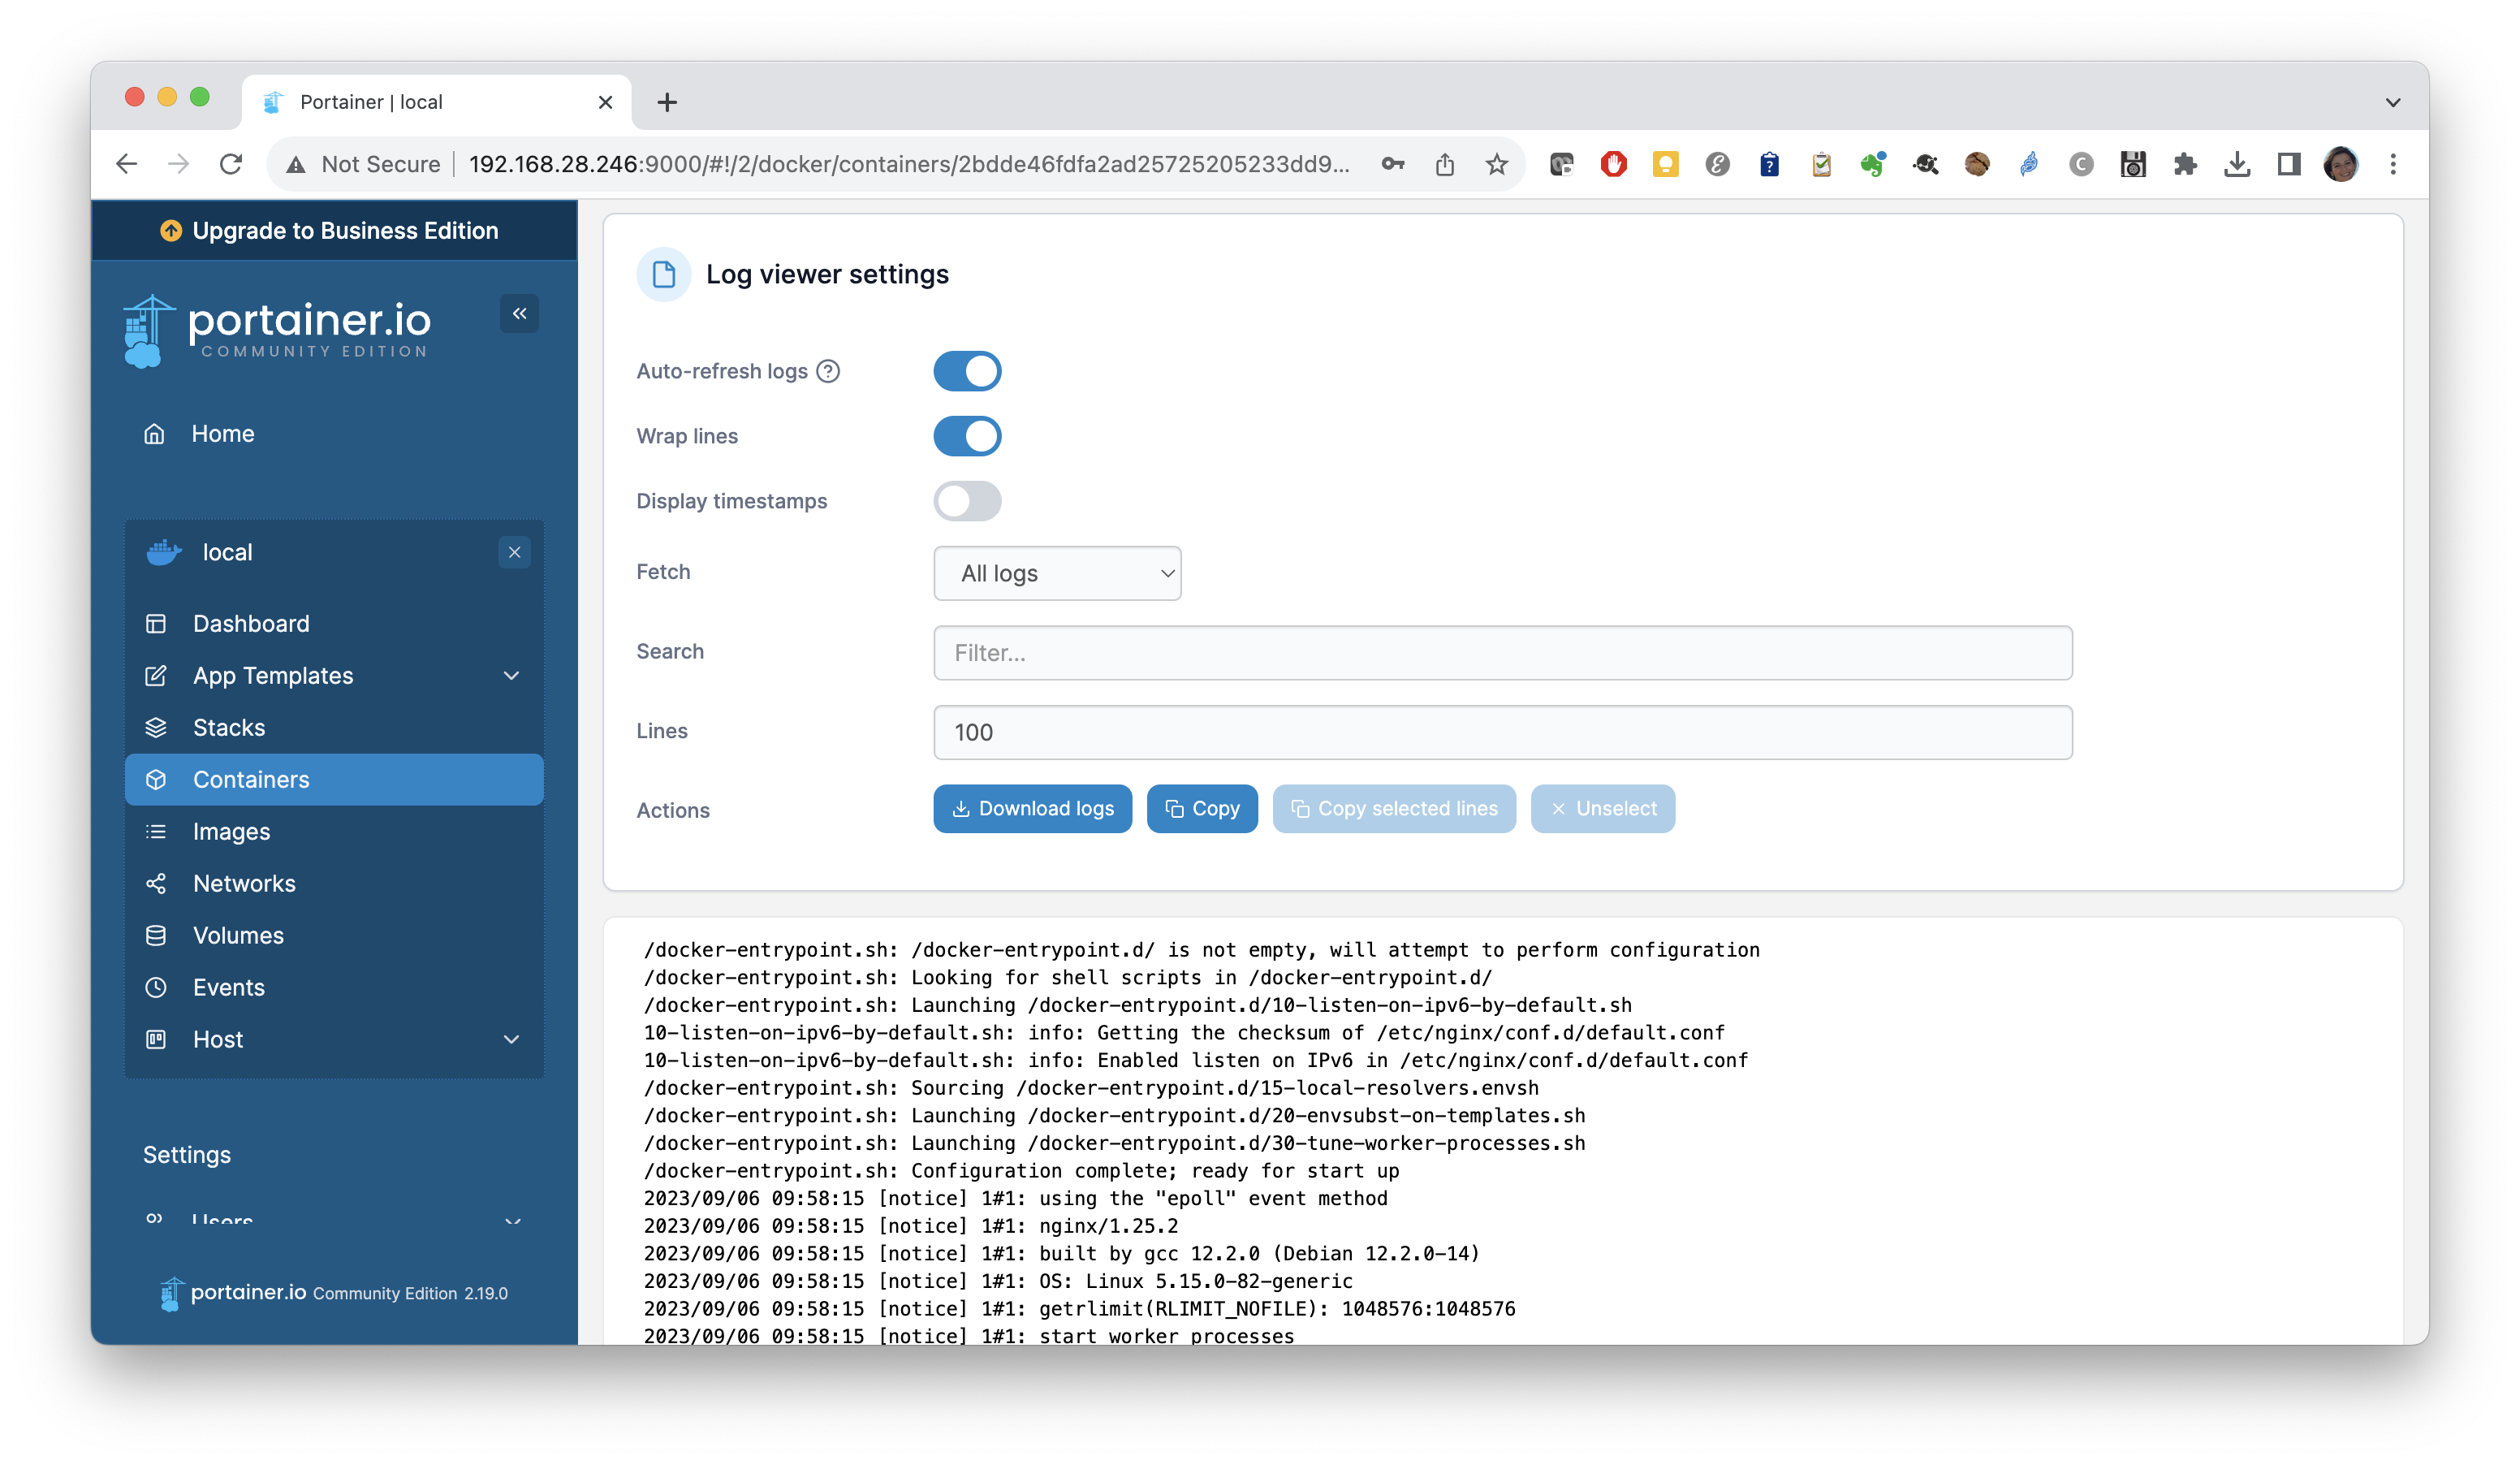 Portainer | local
Not Secure
192.168.28.246:9000/#!/2/docker/containers/2bdde46fdfa2ad25725205233dd9...
Upgrade to Business Edition
portainer.io
COMMUNITY EDITION
Home
local
Dashboard
App Templates
Stacks
Containers
Images
Networks
Volumes
Events
Host
Settings
Users
portainer.io Community Edition 2.19.0
Log viewer settings
Auto-refresh logs
Wrap lines
Display timestamps
Fetch
All logs
Search
Filter...
Lines
100
Actions
Download logs
Copy
Copy selected lines
Unselect
/docker-entrypoint.sh: /docker-entrypoint.d/ is not empty, will attempt to perform configuration
/docker-entrypoint.sh: Looking for shell scripts in /docker-entrypoint.d/
/docker-entrypoint.sh: Launching /docker-entrypoint.d/10-listen-on-ipv6-by-default.sh
10-listen-on-ipv6-by-default.sh: info: Getting the checksum of /etc/nginx/conf.d/default.conf
10-listen-on-ipv6-by-default.sh: info: Enabled listen on IPv6 in /etc/nginx/conf.d/default.conf
/docker-entrypoint.sh: Sourcing /docker-entrypoint.d/15-local-resolvers.envsh
/docker-entrypoint.sh: Launching /docker-entrypoint.d/20-envsubst-on-templates.sh
/docker-entrypoint.sh: Launching /docker-entrypoint.d/30-tune-worker-processes.sh
/docker-entrypoint.sh: Configuration complete; ready for start up
2023/09/06 09:58:15 [notice] 1#1: using the "epoll" event method
2023/09/06 09:58:15 [notice] 1#1: nginx/1.25.2
2023/09/06 09:58:15 [notice] 1#1: built by gcc 12.2.0 (Debian 12.2.0-14)
2023/09/06 09:58:15 [notice] 1#1: OS: Linux 5.15.0-82-generic
2023/09/06 09:58:15 [notice] 1#1: getrlimit(RLIMIT_NOFILE): 1048576:1048576
2023/09/06 09:58:15 [notice] 1#1: start worker processes